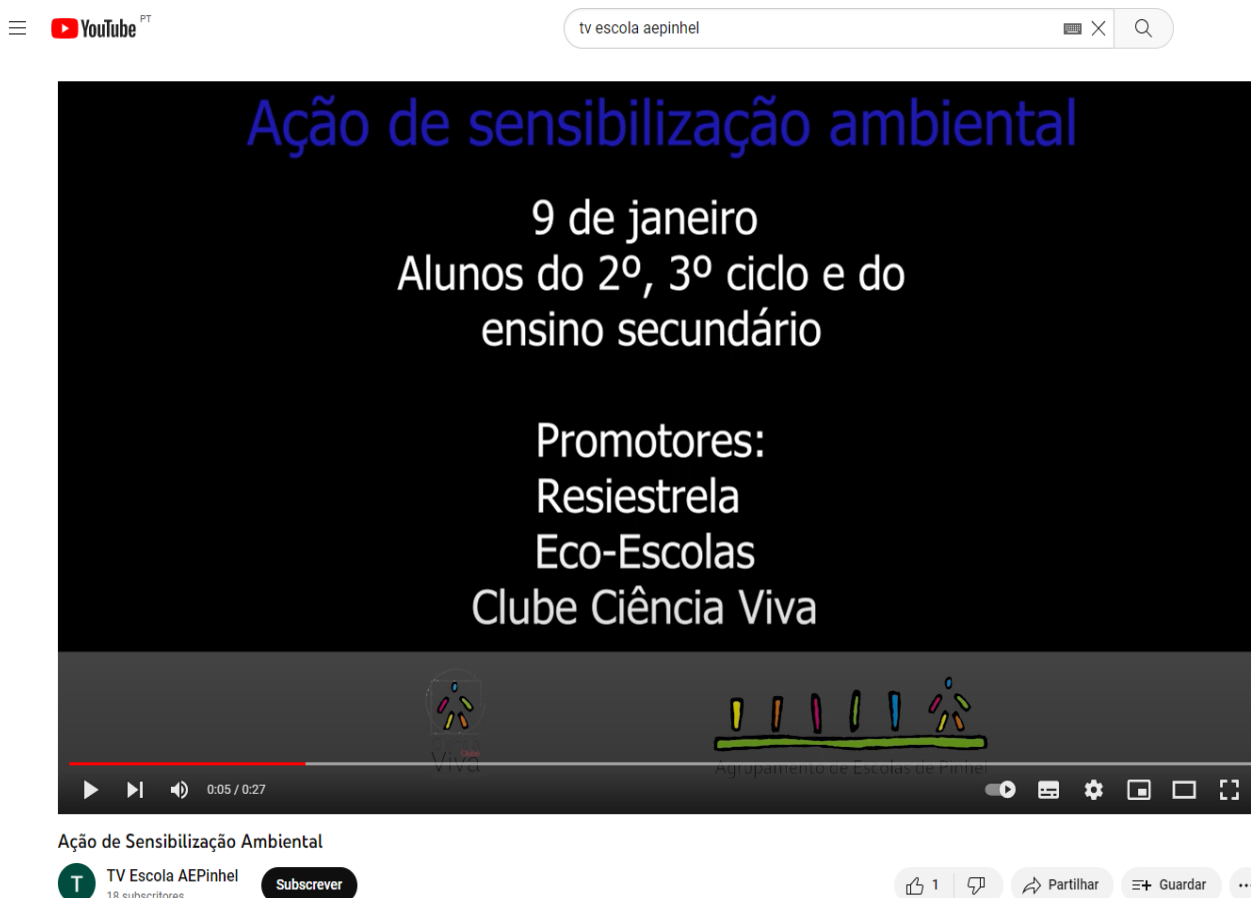 YouTube PT
tv escola aepinhel
Ação de sensibilização ambiental
9 de janeiro
Alunos do 2º, 3º ciclo e do
ensino secundário
Promotores:
Resiestrela
Eco-Escolas
Clube Ciência Viva
Clube
Viva
Agrupamento de Escolas de Pinhel
0:05 / 0:27
Ação de Sensibilização Ambiental
T
TV Escola AEPinhel
18 subscritores
Subscrever
1
Partilhar
Guardar